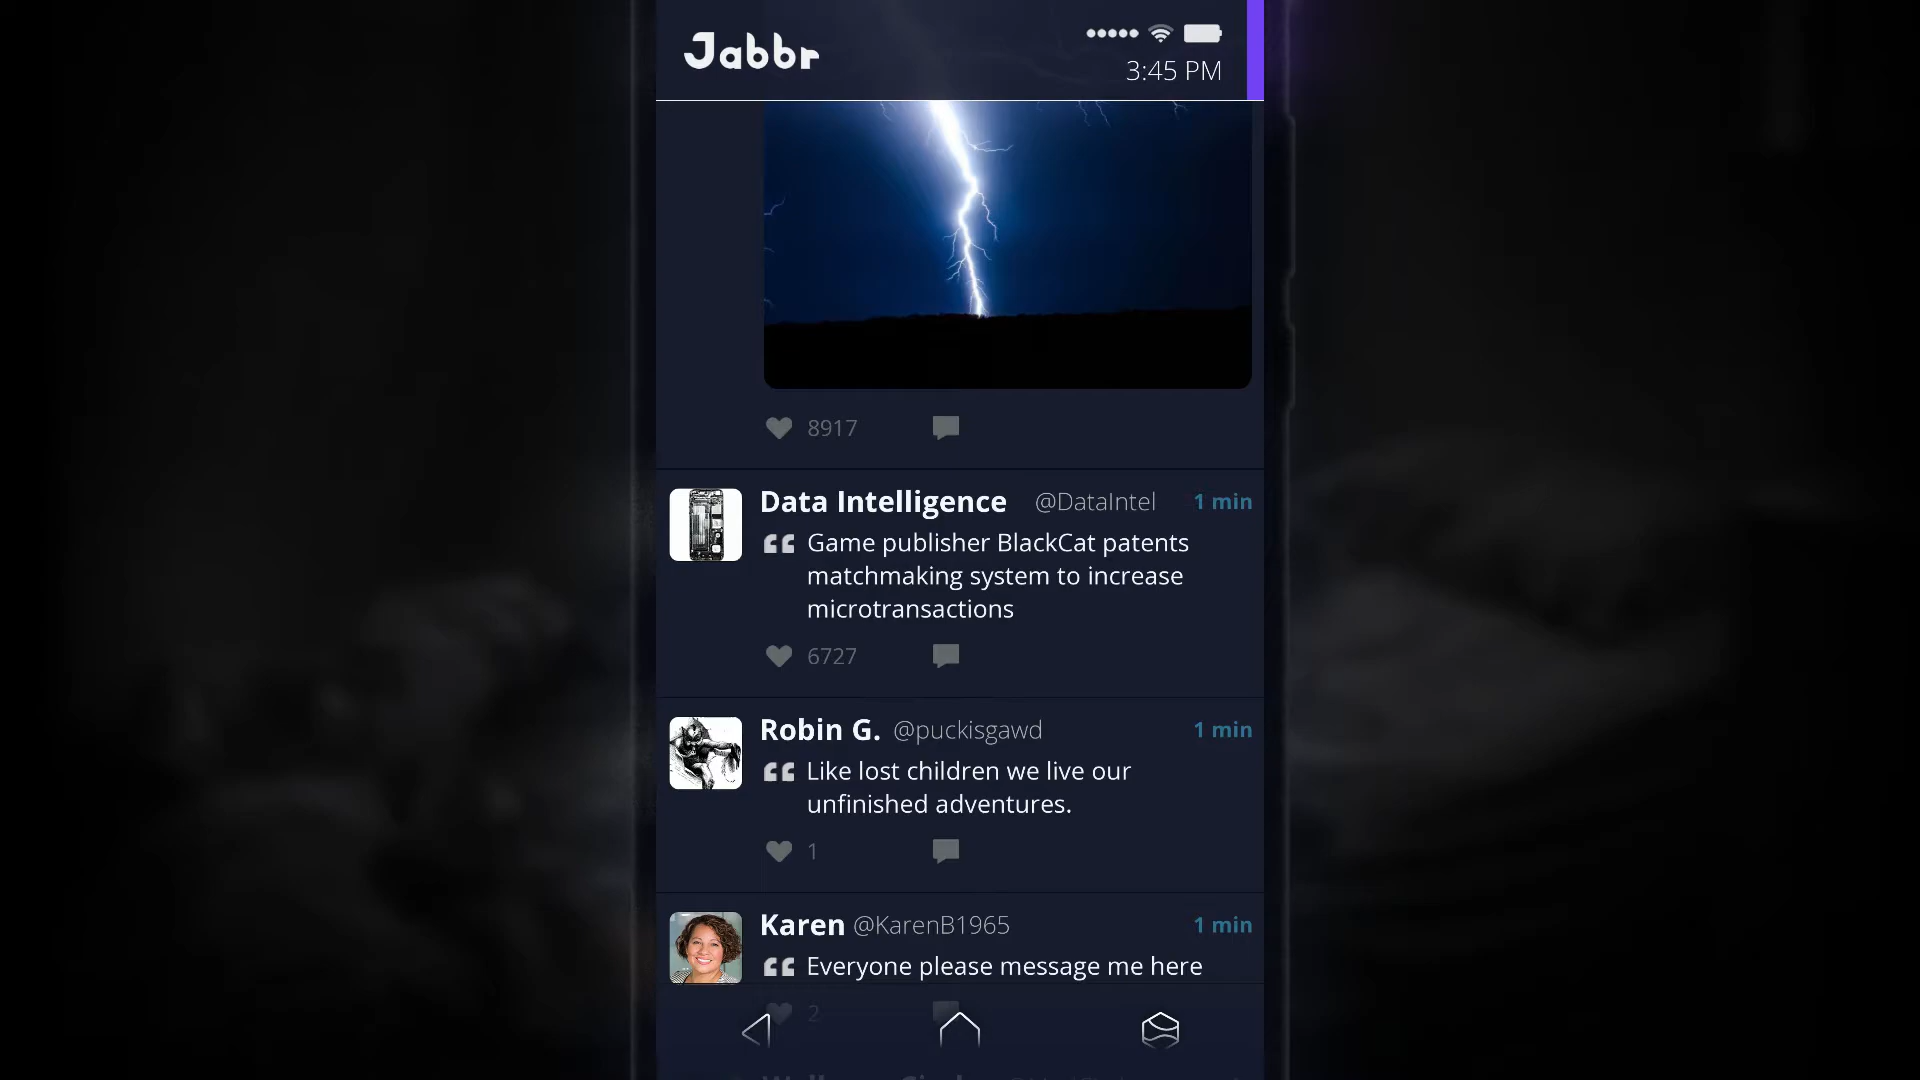 Jabbr
3:45 PM
8917
Data Intelligence @DataIntel 1 min
Game publisher BlackCat patents
matchmaking system to increase
microtransactions
6727
Robin G. @puckisgawd 1 min
Like lost children we live our
unfinished adventures.
1
Karen @KarenB1965 1 min
Everyone please message me here
2